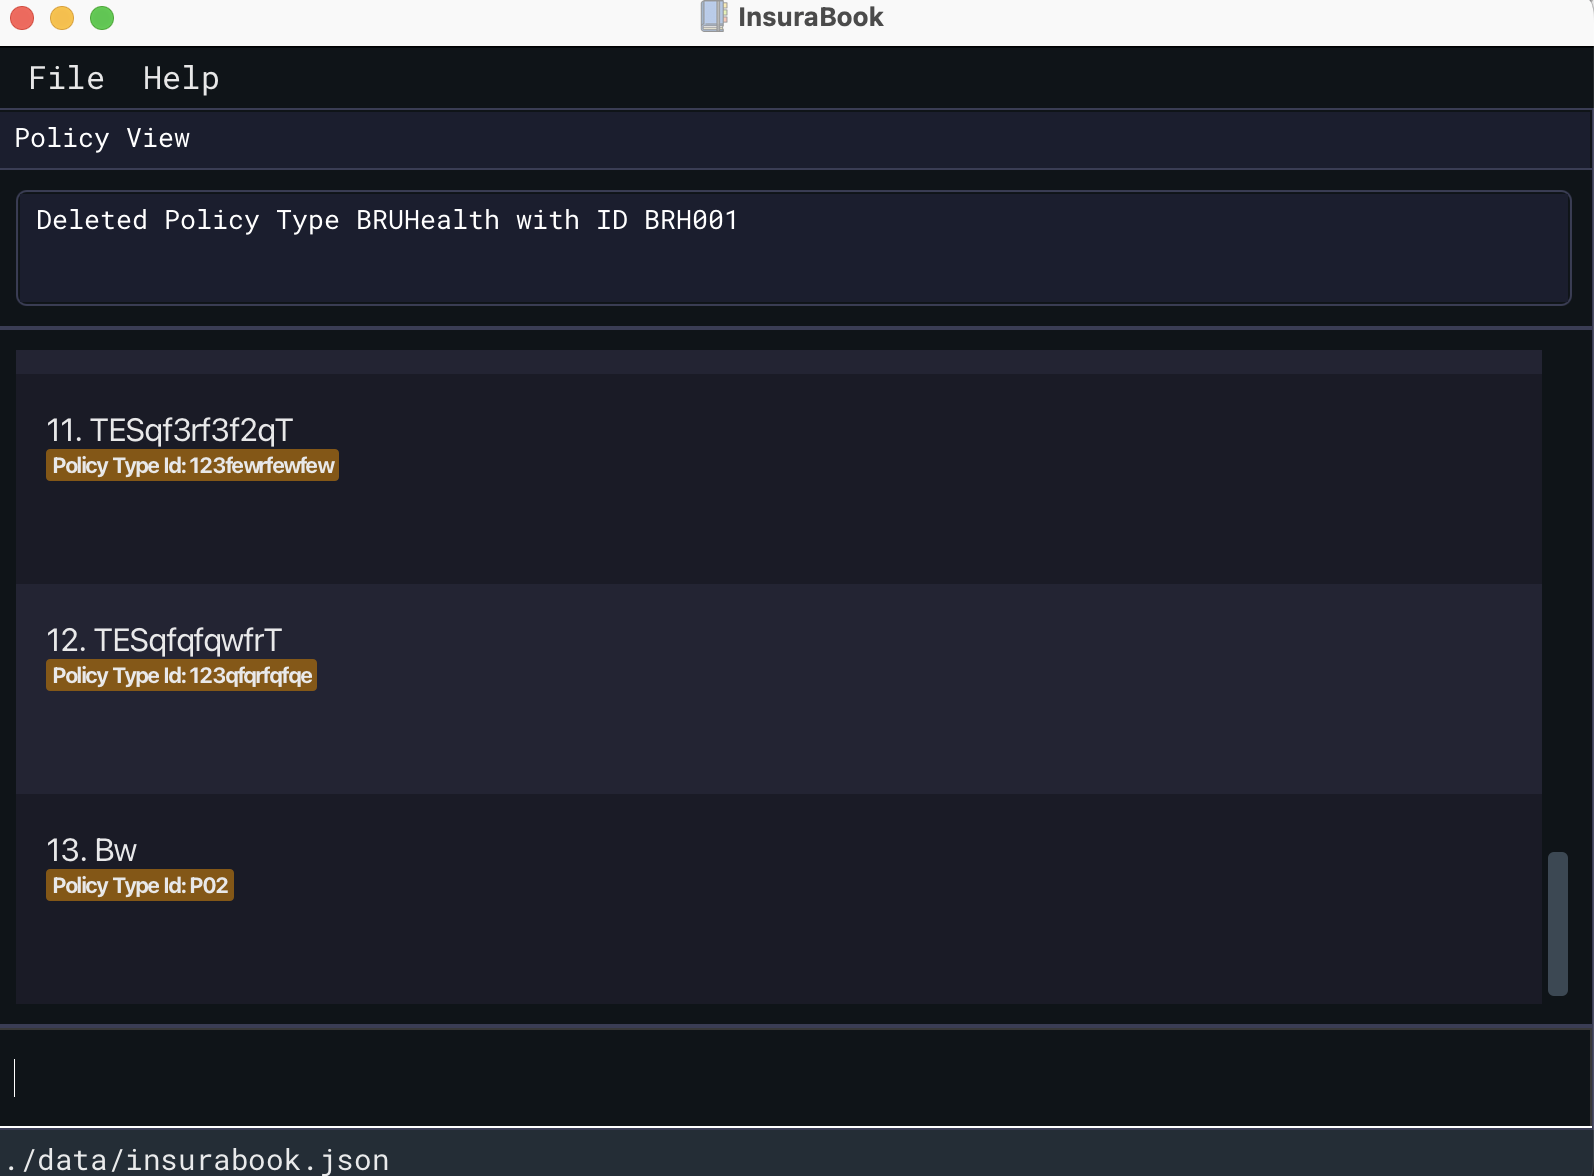 InsuraBook
File Help
Policy View
Deleted Policy Type BRUHealth with ID BRH001
11. TESqf3rf3f2qT
Policy Type Id: 123fewrfewfew
12. TESqfqfqwfrT
Policy Type Id: 123qfqrfqfqe
13. Bw
Policy Type Id: P02
./data/insurabook.json